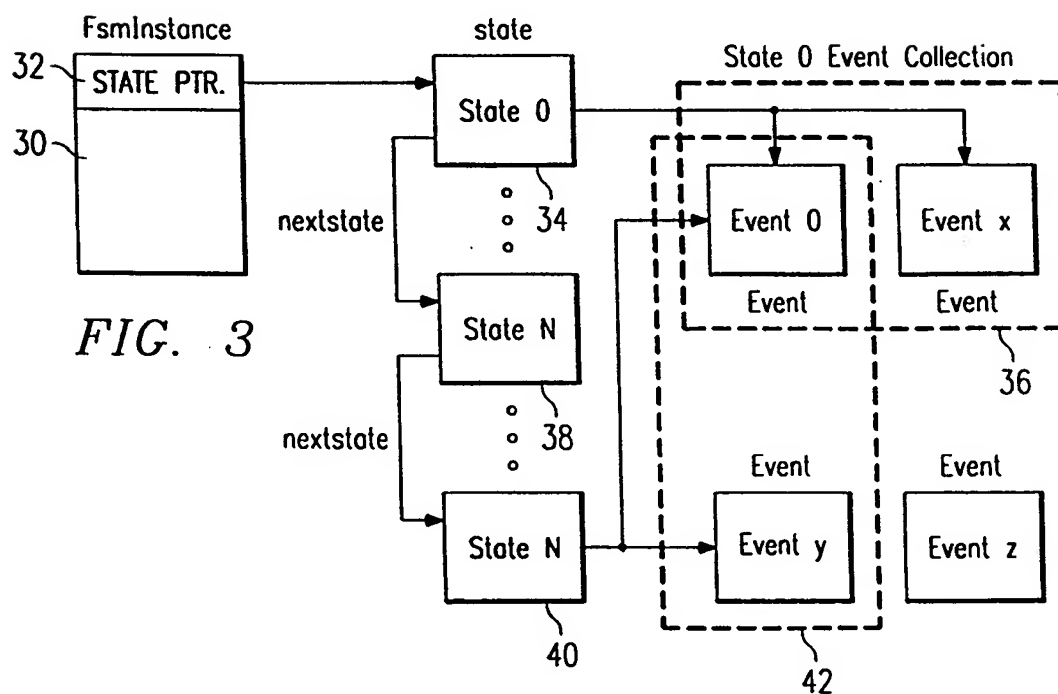 FsmInstance
32
STATE PTR.
30
FIG. 3
state
State 0
34
nextstate
State N
38
nextstate
State N
40
State 0 Event Collection
Event 0
Event x
Event
Event
36
Event
Event
Event y
Event z
42